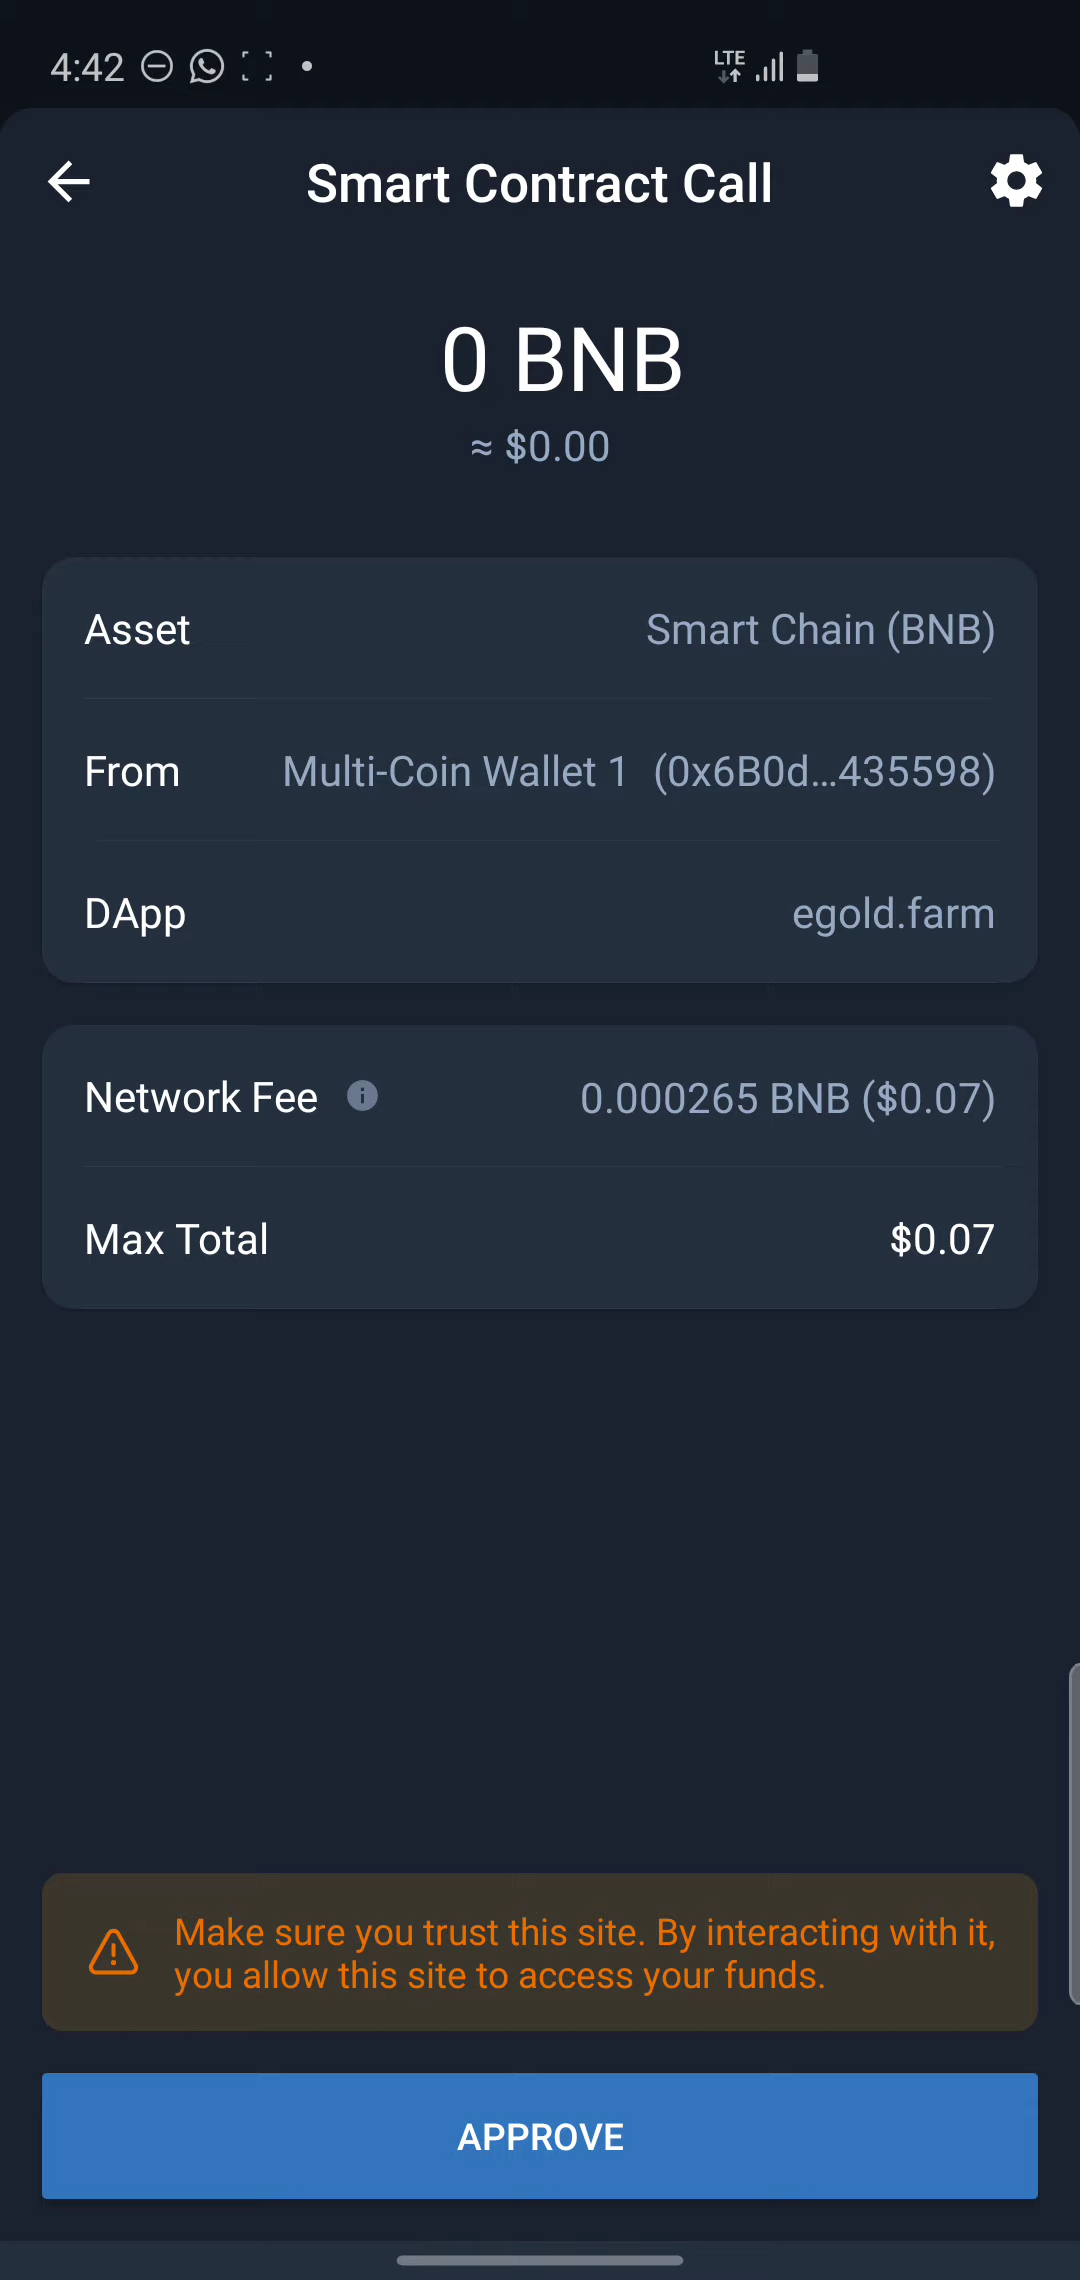 4:42
LTE
Smart Contract Call
0 BNB
≈ $0.00
Asset Smart Chain (BNB)
From Multi-Coin Wallet 1 (0x6B0d...435598)
DApp egold.farm
Network Fee 0.000265 BNB ($0.07)
Max Total $0.07
Make sure you trust this site. By interacting with it,
you allow this site to access your funds.
APPROVE